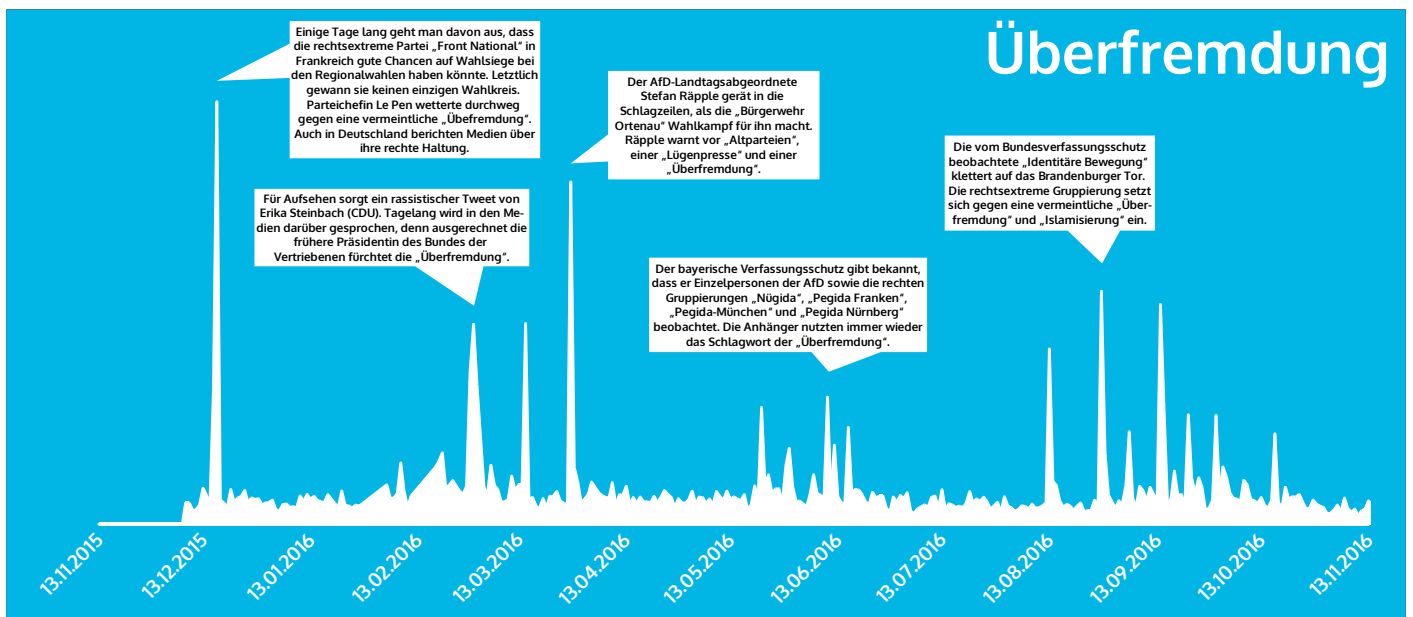 Überfremdung
Einige Tage lang geht man davon aus, dass
die rechtsextreme Partei „Front National“ in
Frankreich gute Chancen auf Wahlsiege bei
den Regionalwahlen haben könnte. Letztlich
gewann sie keinen einzigen Wahlkreis.
Parteichefin Le Pen wetterte durchweg
gegen eine vermeintliche „Übefremdung“.
Auch in Deutschland berichten Medien über
ihre rechte Haltung.
Für Aufsehen sorgt ein rassistischer Tweet von
Erika Steinbach (CDU). Tagelang wird in den Me-
dien darüber gesprochen, denn ausgerechnet die
frühere Präsidentin des Bundes der
Vertriebenen fürchtet die „Überfremdung“.
Der AfD-Landtagsabgeordnete
Stefan Räpple gerät in die
Schlagzeilen, als die „Bürgerwehr
Ortenau“ Wahlkampf für ihn macht.
Räpple warnt vor „Altparteien“,
einer „Lügenpresse“ und einer
„Überfremdung“.
Der bayerische Verfassungsschutz gibt bekannt,
dass er Einzelpersonen der AfD sowie die rechten
Gruppierungen „Nügida“, „Pegida Franken“,
„Pegida-München“ und „Pegida Nürnberg“
beobachtet. Die Anhänger nutzten immer wieder
das Schlagwort der „Überfremdung“.
Die vom Bundesverfassungsschutz
beobachtete „Identitäre Bewegung“
klettert auf das Brandenburger Tor.
Die rechtsextreme Gruppierung setzt
sich gegen eine vermeintliche „Über-
fremdung“ und „Islamisierung“ ein.
13.11.2015
13.12.2015
13.01.2016
13.02.2016
13.03.2016
13.04.2016
13.05.2016
13.06.2016
13.07.2016
13.08.2016
13.09.2016
13.10.2016
13.11.2016